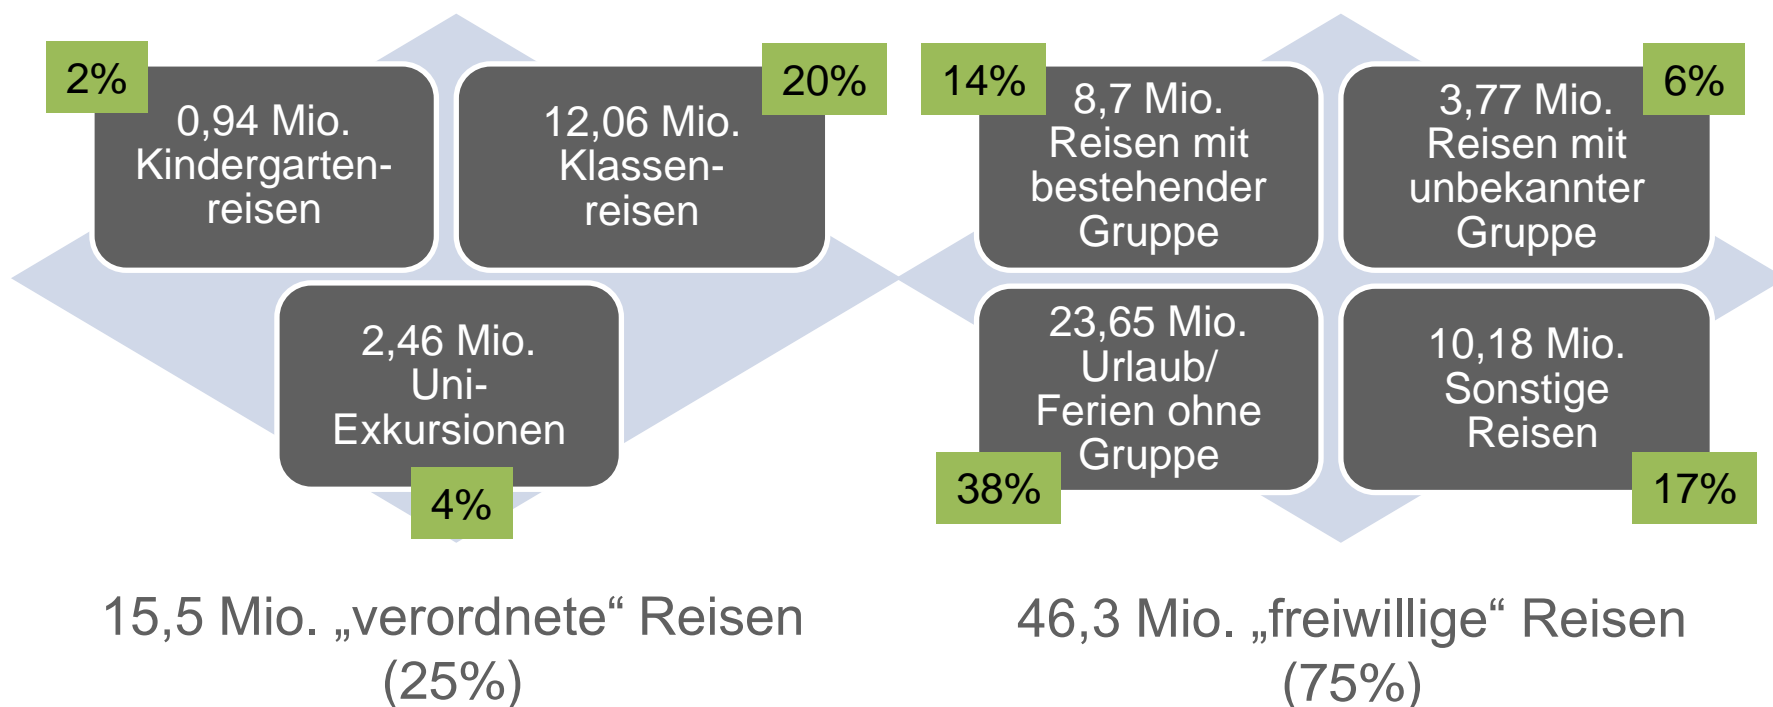 2%
0,94 Mio.
Kindergarten-
reisen
20%
12,06 Mio.
Klassen-
reisen
2,46 Mio.
Uni-
Exkursionen
4%
15,5 Mio. „verordnete“ Reisen
(25%)
14%
8,7 Mio.
Reisen mit
bestehender
Gruppe
6%
3,77 Mio.
Reisen mit
unbekannter
Gruppe
23,65 Mio.
Urlaub/
Ferien ohne
Gruppe
38%
10,18 Mio.
Sonstige
Reisen
17%
46,3 Mio. „freiwillige“ Reisen
(75%)